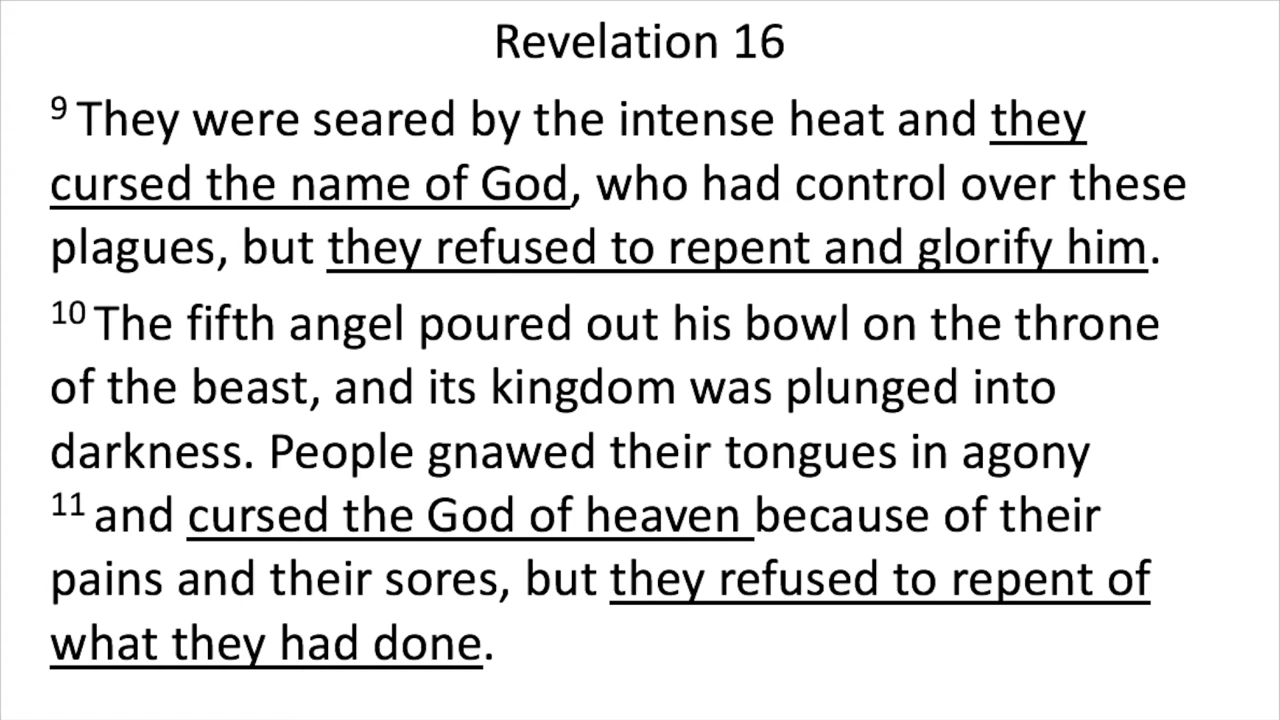 Revelation 16
9 They were seared by the intense heat and they
cursed the name of God, who had control over these
plagues, but they refused to repent and glorify him.
10 The fifth angel poured out his bowl on the throne
of the beast, and its kingdom was plunged into
darkness. People gnawed their tongues in agony
11 and cursed the God of heaven because of their
pains and their sores, but they refused to repent of
what they had done.